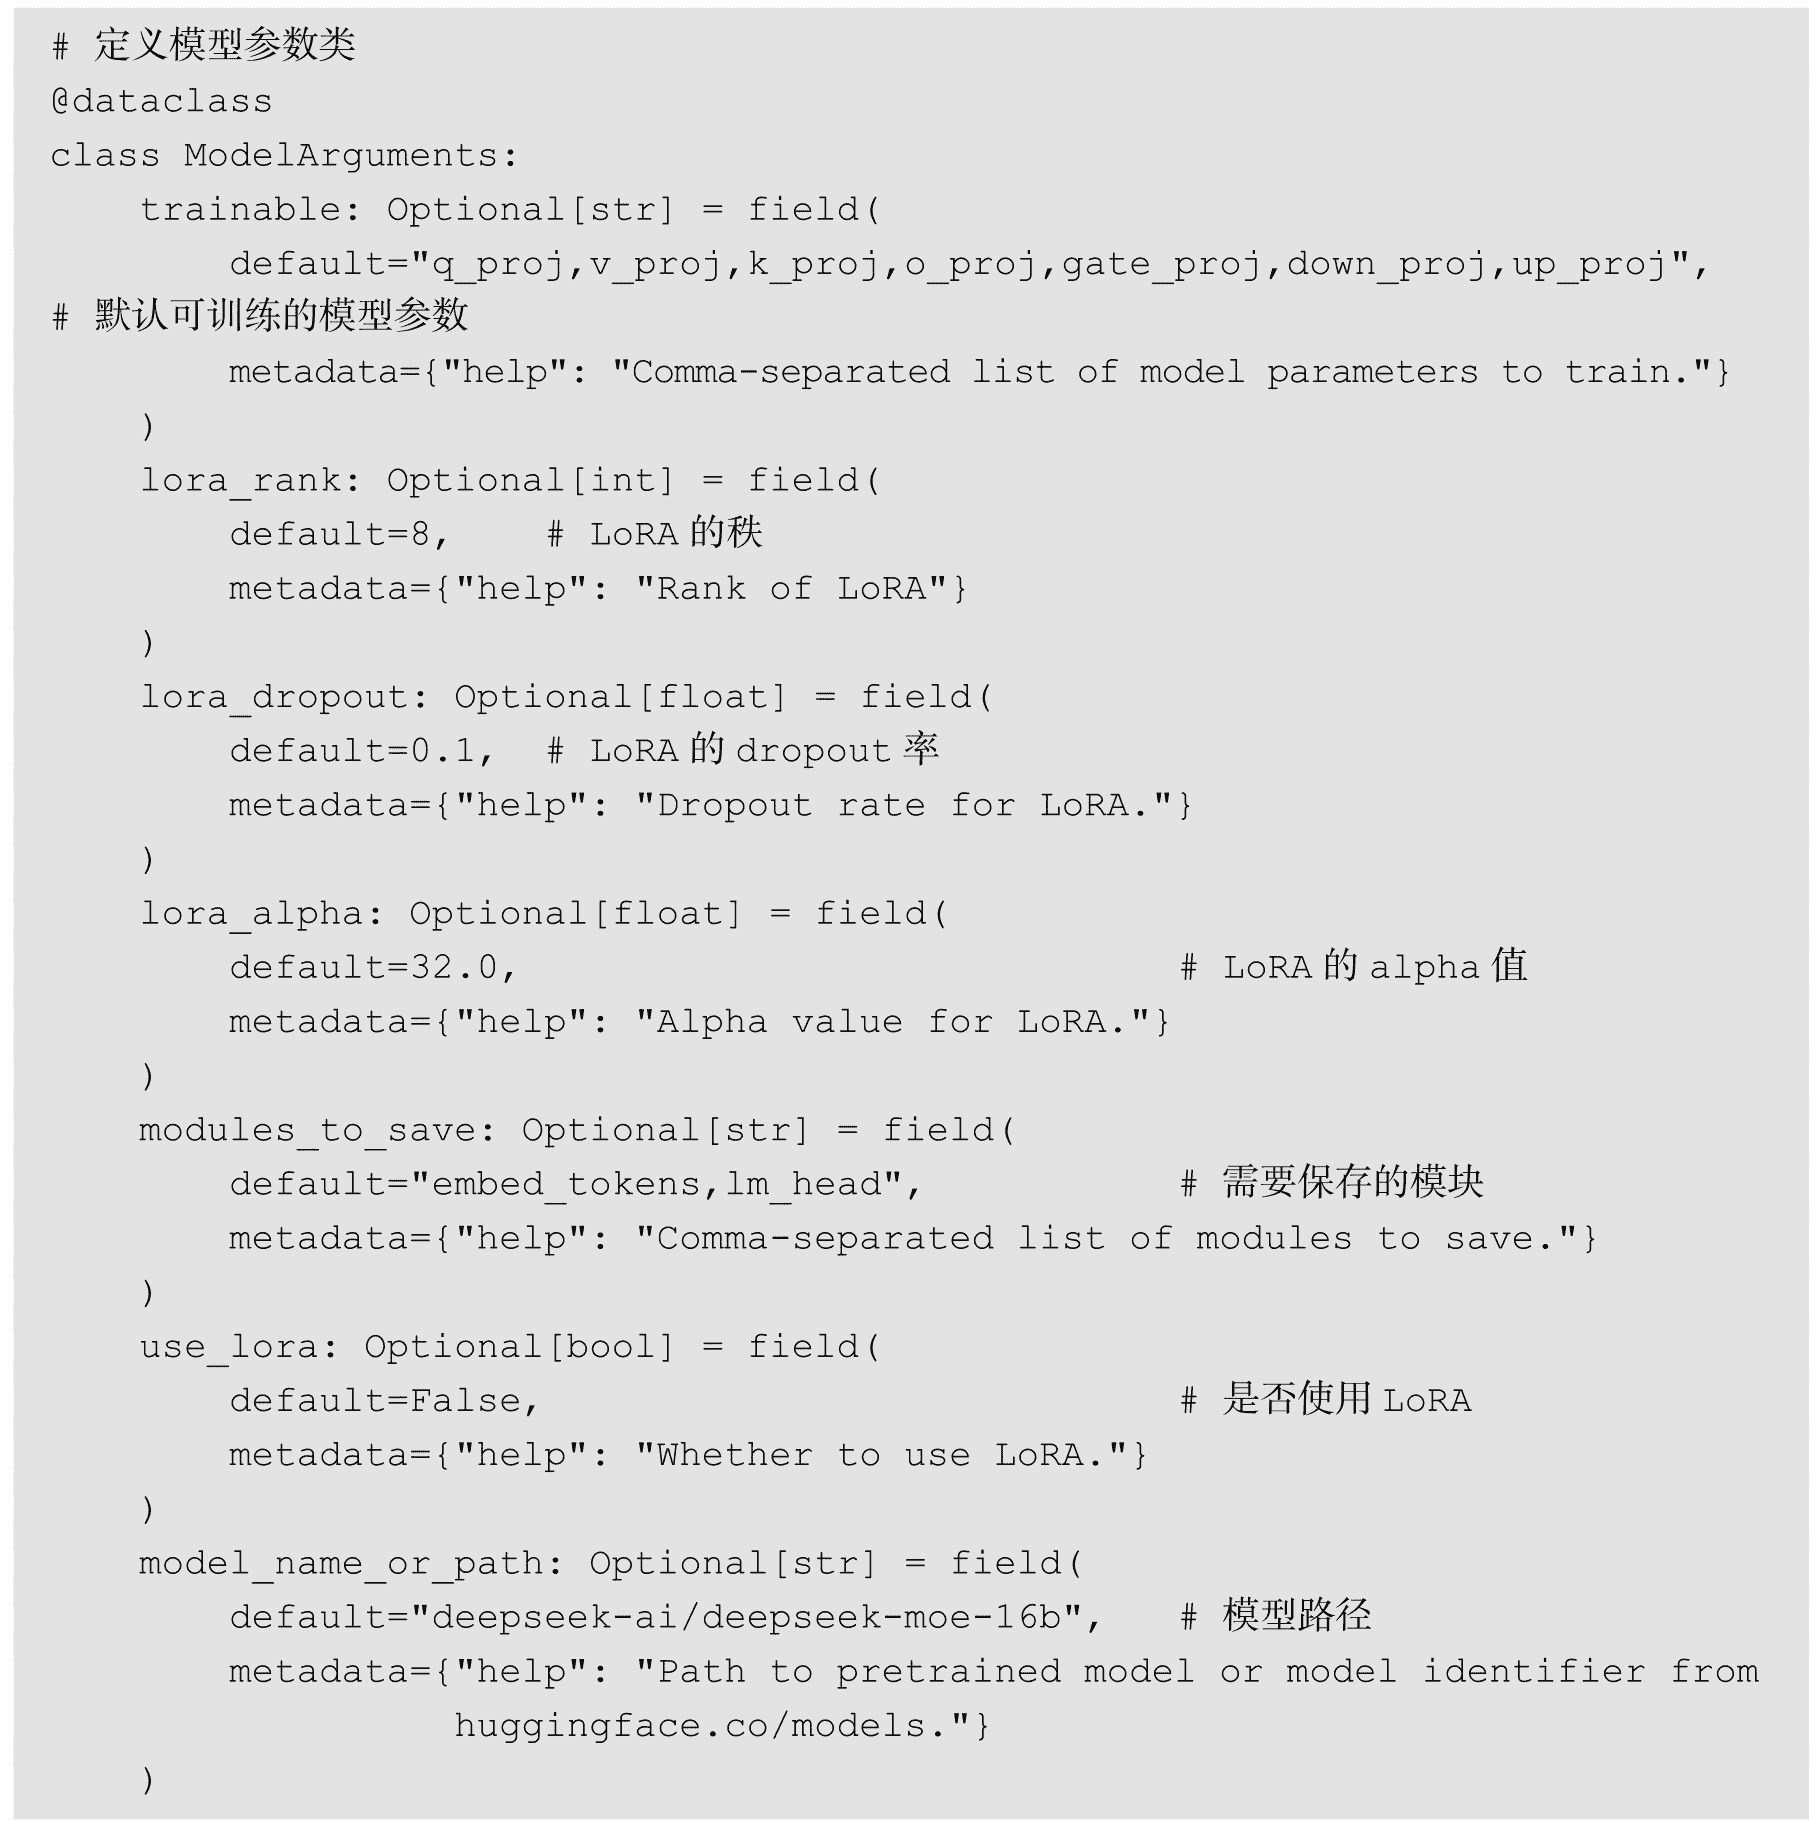 # 定义模型参数类
@dataclass
class ModelArguments:
    trainable: Optional[str] = field(
        default="q_proj,v_proj,k_proj,o_proj,gate_proj,down_proj,up_proj",
# 默认可训练的模型参数
        metadata={"help": "Comma-separated list of model parameters to train."}
    )
    lora_rank: Optional[int] = field(
        default=8,    # LoRA 的秩
        metadata={"help": "Rank of LoRA"}
    )
    lora_dropout: Optional[float] = field(
        default=0.1,  # LoRA 的 dropout 率
        metadata={"help": "Dropout rate for LoRA."}
    )
    lora_alpha: Optional[float] = field(
        default=32.0,                             # LoRA 的 alpha 值
        metadata={"help": "Alpha value for LoRA."}
    )
    modules_to_save: Optional[str] = field(
        default="embed_tokens,lm_head",           # 需要保存的模块
        metadata={"help": "Comma-separated list of modules to save."}
    )
    use_lora: Optional[bool] = field(
        default=False,                            # 是否使用 LoRA
        metadata={"help": "Whether to use LoRA."}
    )
    model_name_or_path: Optional[str] = field(
        default="deepseek-ai/deepseek-moe-16b",   # 模型路径
        metadata={"help": "Path to pretrained model or model identifier from
                  huggingface.co/models."}
    )